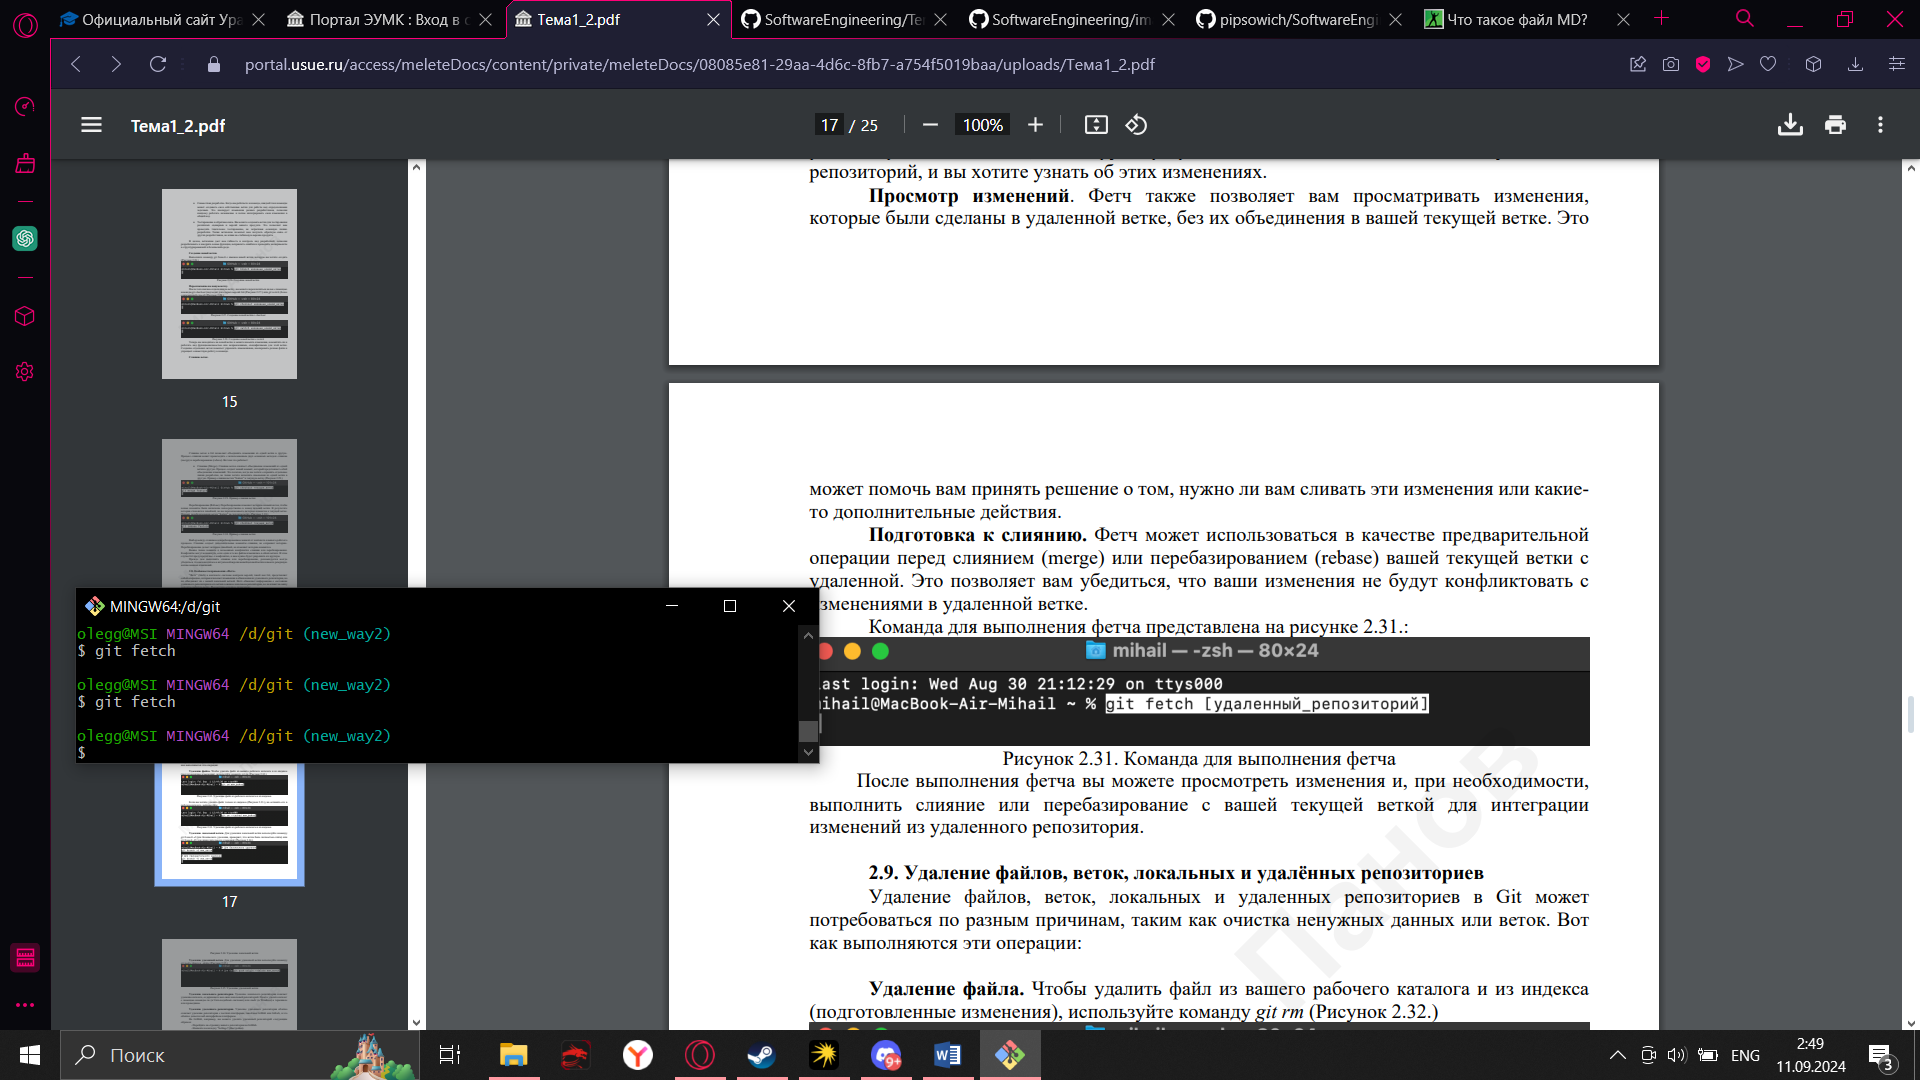 Официальный сайт Ура
Портал ЭУМК : Вход в с
Тема1_2.pdf
SoftwareEngineering/Те
SoftwareEngineering/im
pipsowich/SoftwareEngi
Что такое файл MD?
portal.usue.ru/access/meleteDocs/content/private/meleteDocs/08085e81-29aa-4d6c-8fb7-a754f5019baa/uploads/Тема1_2.pdf
Тема1_2.pdf
17 / 25
100%
15
17
репозиторий, и вы хотите узнать об этих изменениях.
Просмотр изменений. Фетч также позволяет вам просматривать изменения,
которые были сделаны в удаленной ветке, без их объединения в вашей текущей ветке. Это
может помочь вам принять решение о том, нужно ли вам сливать эти изменения или какие-
то дополнительные действия.
Подготовка к слиянию. Фетч может использоваться в качестве предварительной
операции перед слиянием (merge) или перебазированием (rebase) вашей текущей ветки с
удаленной. Это позволяет вам убедиться, что ваши изменения не будут конфликтовать с
зменениями в удаленной ветке.
Команда для выполнения фетча представлена на рисунке 2.31.:
mihail — -zsh — 80×24
ast login: Wed Aug 30 21:12:29 on ttys000
mihail@MacBook-Air-Mihail ~ % git fetch [удаленный_репозиторий]
Рисунок 2.31. Команда для выполнения фетча
После выполнения фетча вы можете просмотреть изменения и, при необходимости,
выполнить слияние или перебазирование с вашей текущей веткой для интеграции
изменений из удаленного репозитория.
2.9. Удаление файлов, веток, локальных и удалённых репозиториев
Удаление файлов, веток, локальных и удаленных репозиториев в Git может
потребоваться по разным причинам, таким как очистка ненужных данных или веток. Вот
как выполняются эти операции:
Удаление файла. Чтобы удалить файл из вашего рабочего каталога и из индекса
(подготовленные изменения), используйте команду git rm (Рисунок 2.32.)
Панов
MINGW64:/d/git
olegg@MSI MINGW64 /d/git (new_way2)
$ git fetch
olegg@MSI MINGW64 /d/git (new_way2)
$ git fetch
olegg@MSI MINGW64 /d/git (new_way2)
$
Поиск
9+
ENG
2:49
11.09.2024
3